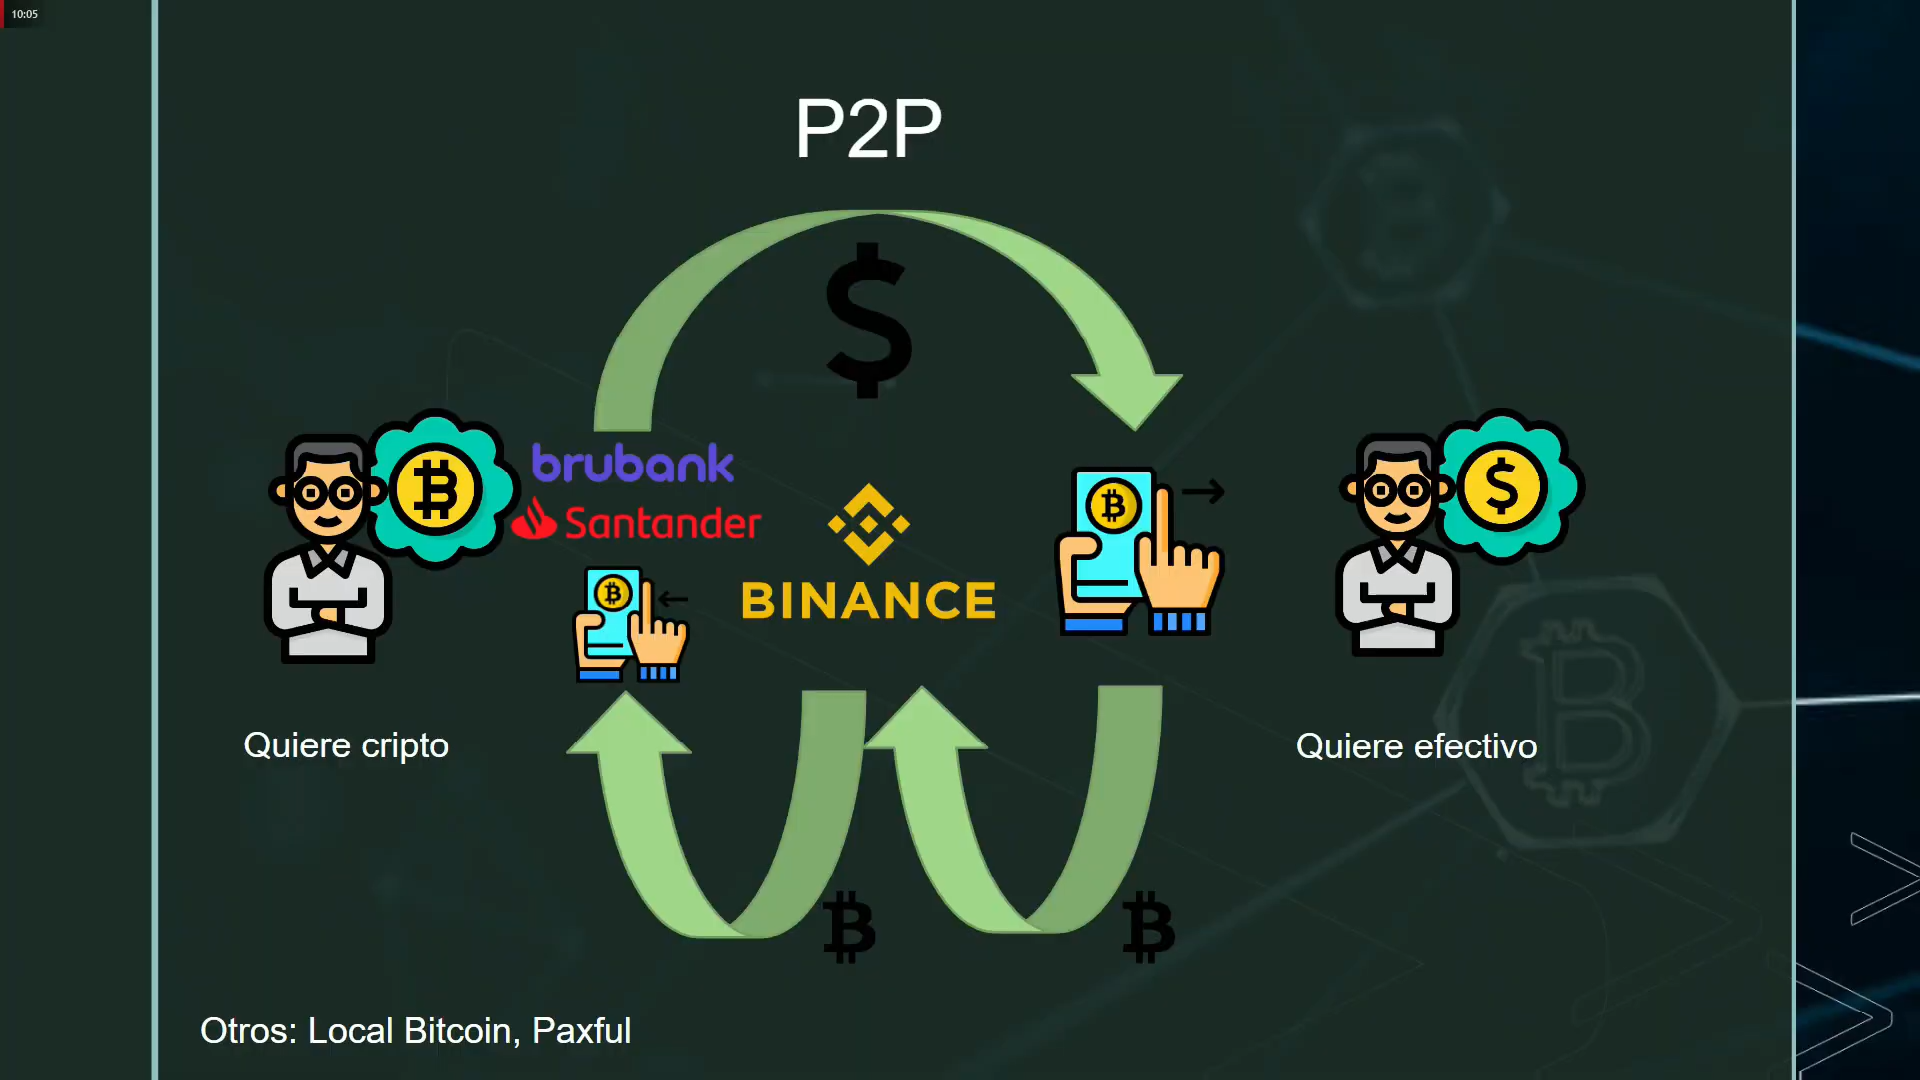 10:05
P2P
brubank
Santander
BINANCE
Quiere cripto
Quiere efectivo
Otros: Local Bitcoin, Paxful